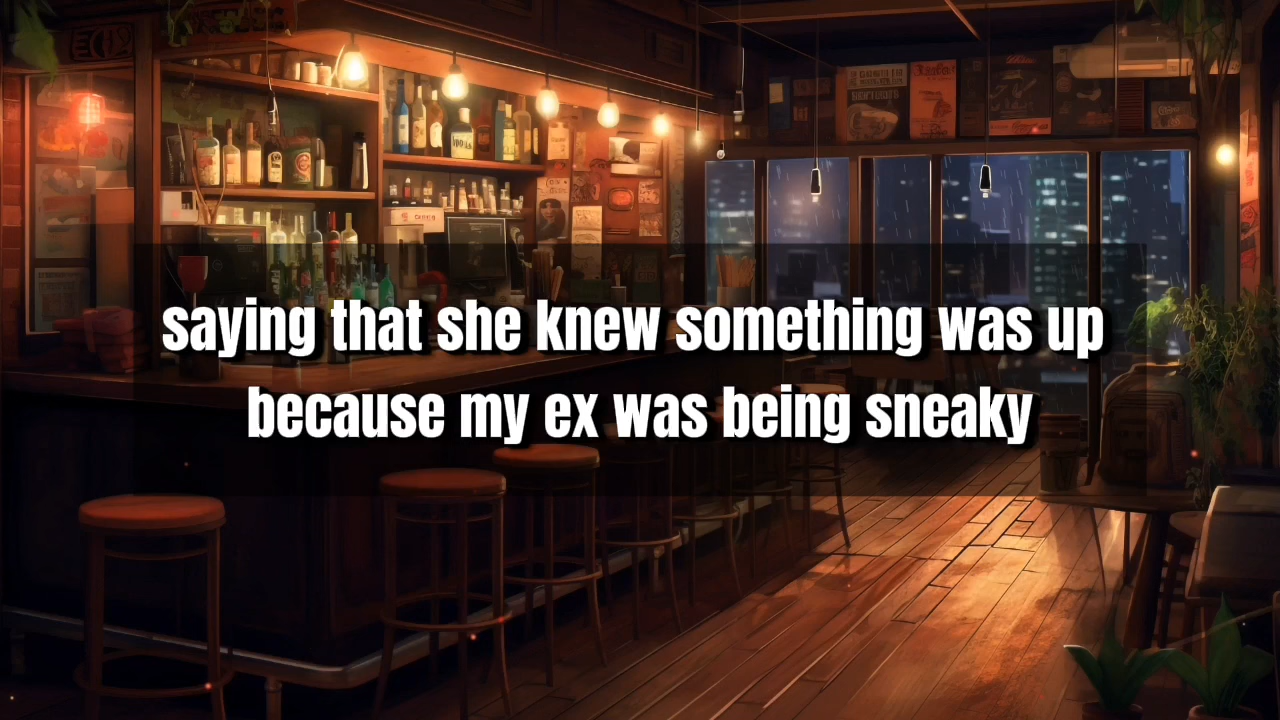 saying that she knew something was up
because my ex was being sneaky